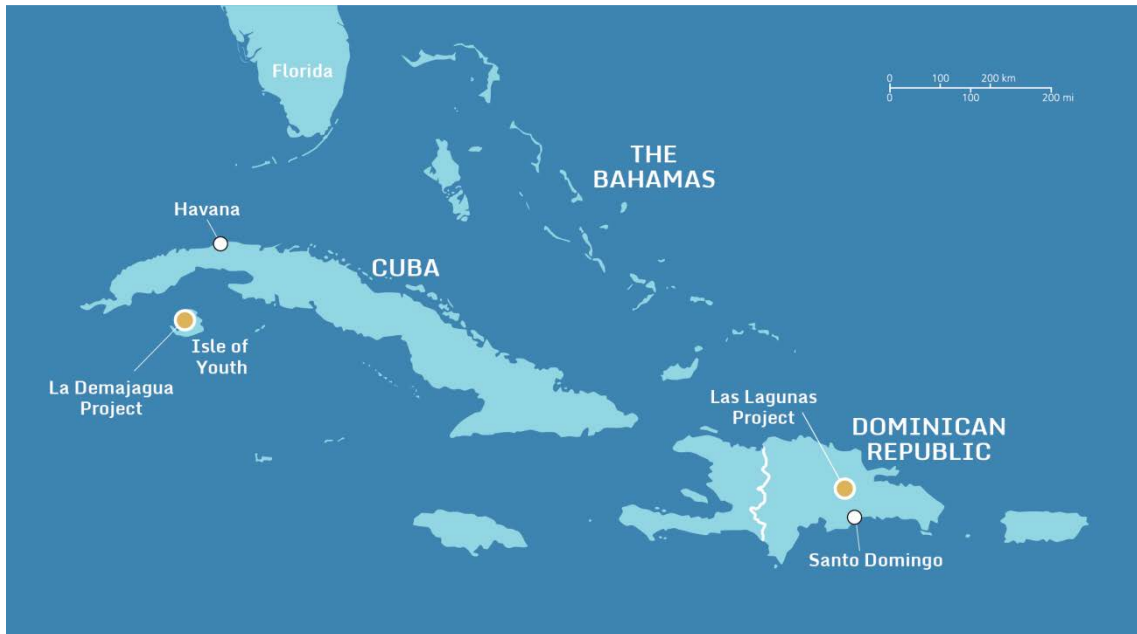 Florida
0 100 200 km
0 100 200 mi
THE
BAHAMAS
Havana
CUBA
Isle of
Youth
La Demajagua
Project
Las Lagunas
Project
DOMINICAN
REPUBLIC
Santo Domingo